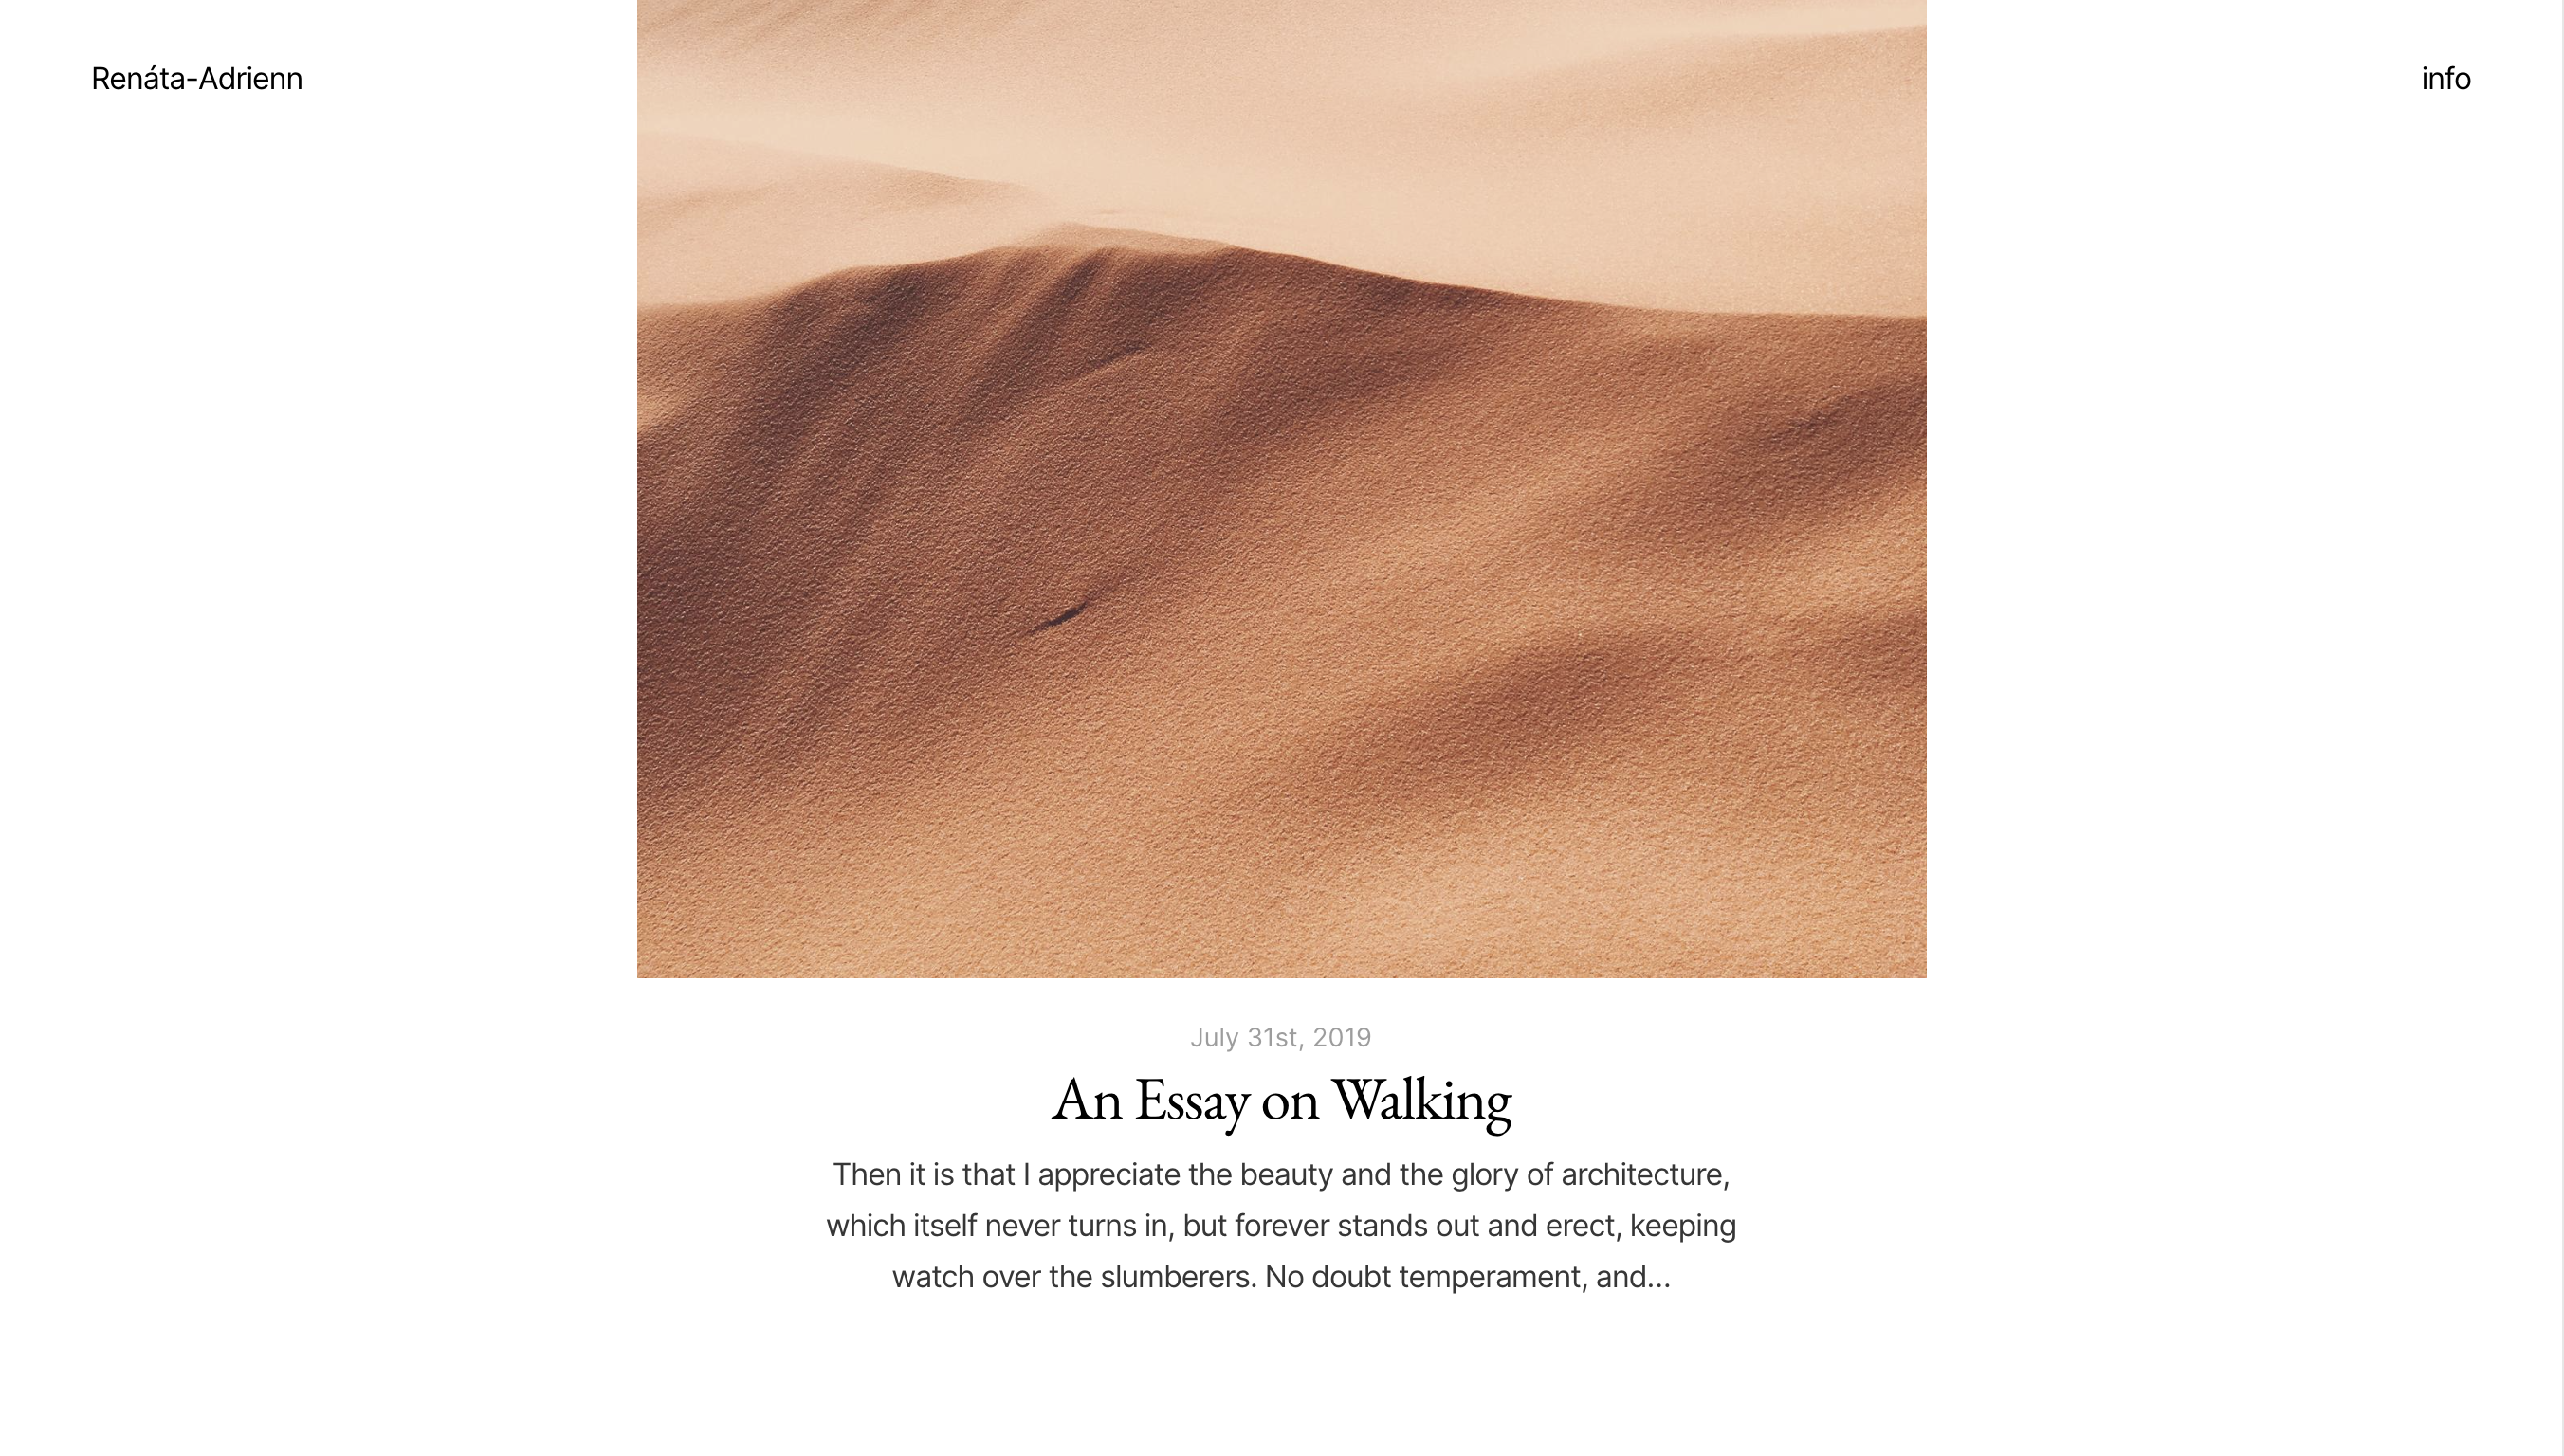 Renáta-Adrienn
info
July 31st, 2019
An Essay on Walking
Then it is that I appreciate the beauty and the glory of architecture,
which itself never turns in, but forever stands out and erect, keeping
watch over the slumberers. No doubt temperament, and...